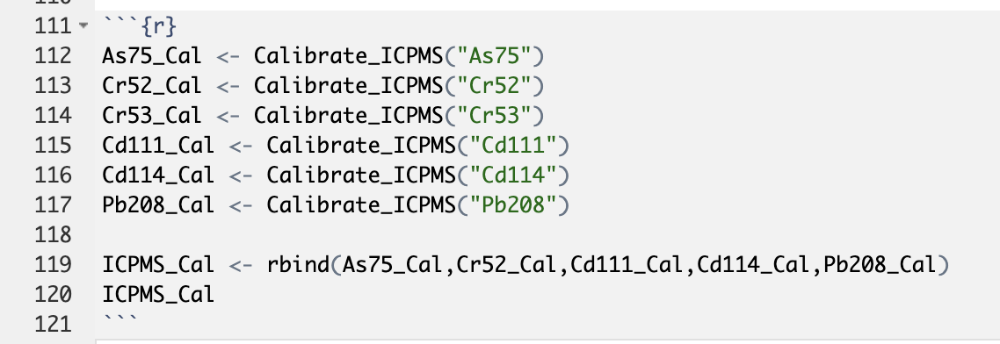 111 ```{r}
112 As75_Cal <- Calibrate_ICPMS("As75")
113 Cr52_Cal <- Calibrate_ICPMS("Cr52")
114 Cr53_Cal <- Calibrate_ICPMS("Cr53")
115 Cd111_Cal <- Calibrate_ICPMS("Cd111")
116 Cd114_Cal <- Calibrate_ICPMS("Cd114")
117 Pb208_Cal <- Calibrate_ICPMS("Pb208")
118
119 ICPMS_Cal <- rbind(As75_Cal,Cr52_Cal,Cd111_Cal,Cd114_Cal,Pb208_Cal)
120 ICPMS_Cal
121 ```